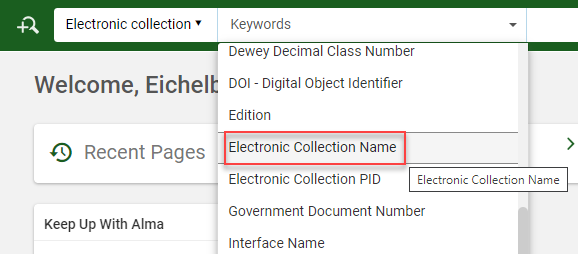 Electronic collection
Keywords
Dewey Decimal Class Number
DOI - Digital Object Identifier
Welcome, Eichelb
Edition
Electronic Collection Name
Recent Pages
Electronic Collection PID
Electronic Collection Name
Government Document Number
Keep Up With Alma
Interface Name